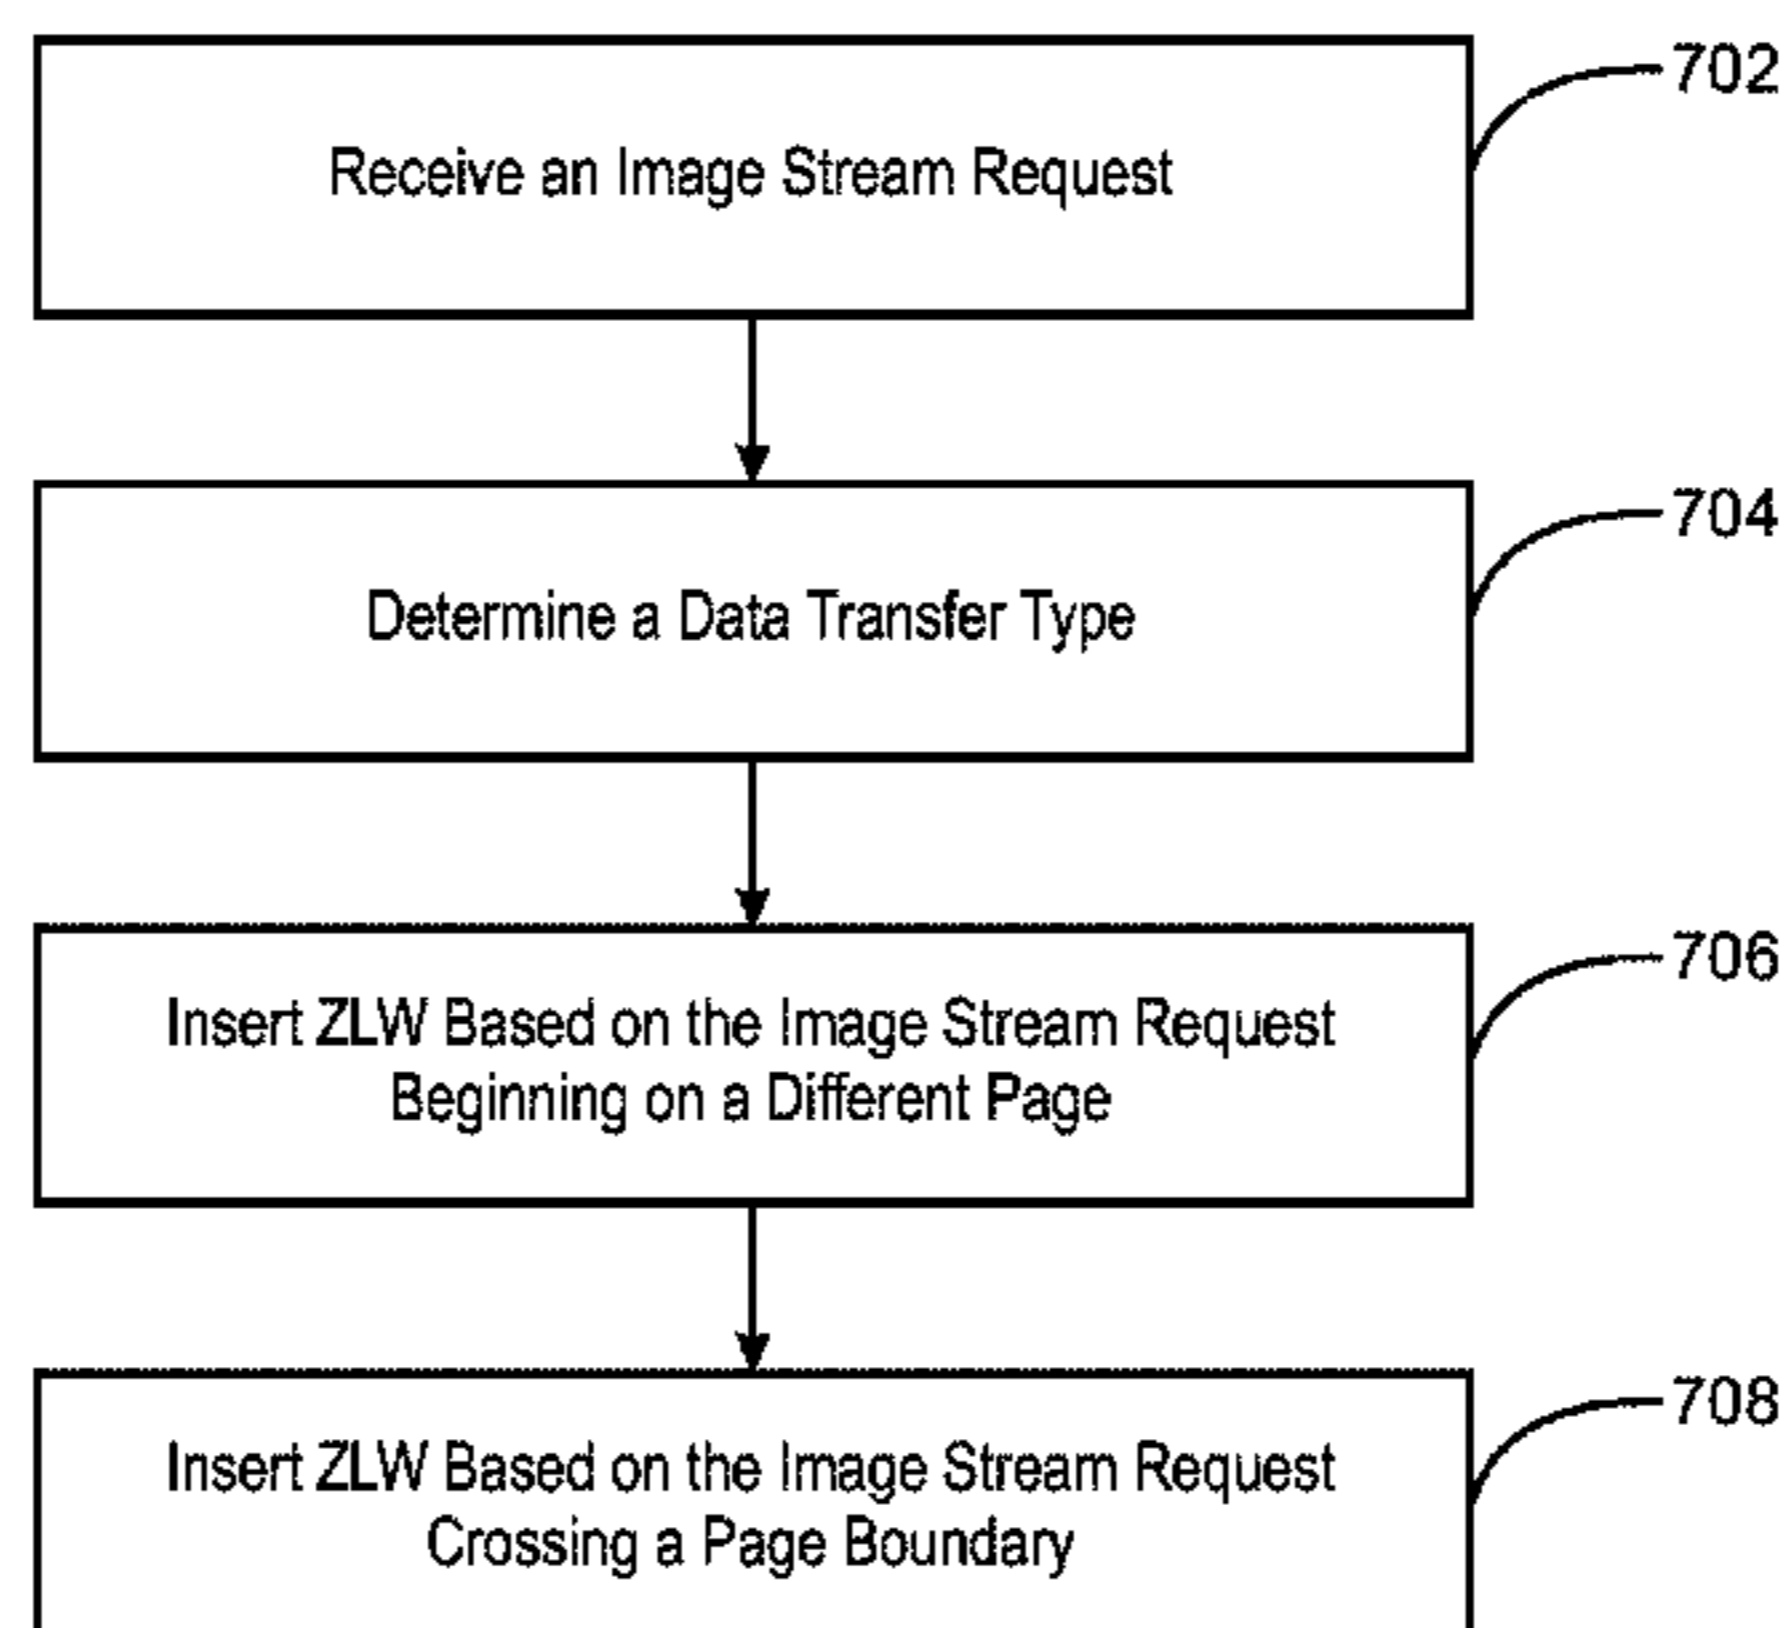 702
Receive an Image Stream Request
704
Determine a Data Transfer Type
706
Insert ZLW Based on the Image Stream Request
Beginning on a Different Page
708
Insert ZLW Based on the Image Stream Request
Crossing a Page Boundary